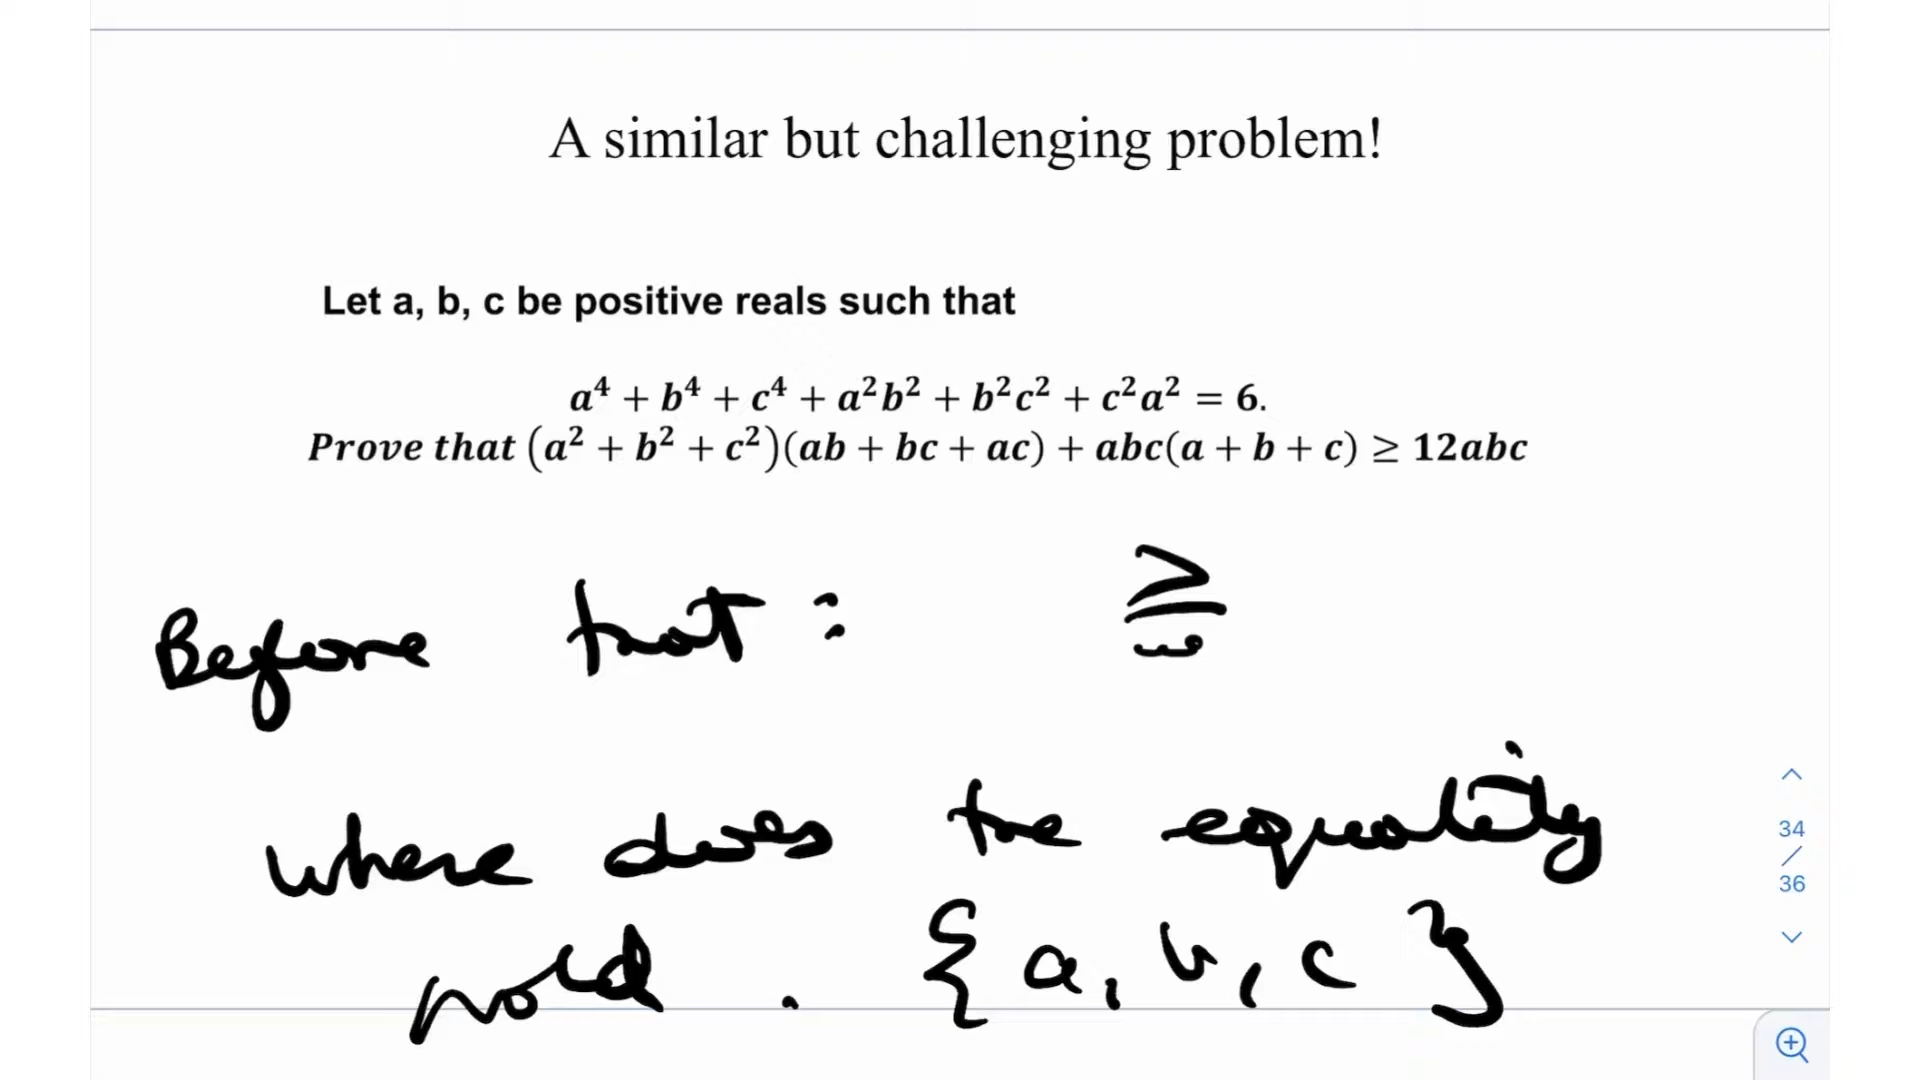 A similar but challenging problem!
Let a, b, c be positive reals such that
a⁴ + b⁴ + c⁴ + a²b² + b²c² + c²a² = 6.
Prove that (a² + b² + c²)(ab + bc + ac) + abc(a + b + c) ≥ 12abc
Before that : ≥
where does the equality
hold . {a, b, c}
34
/
36